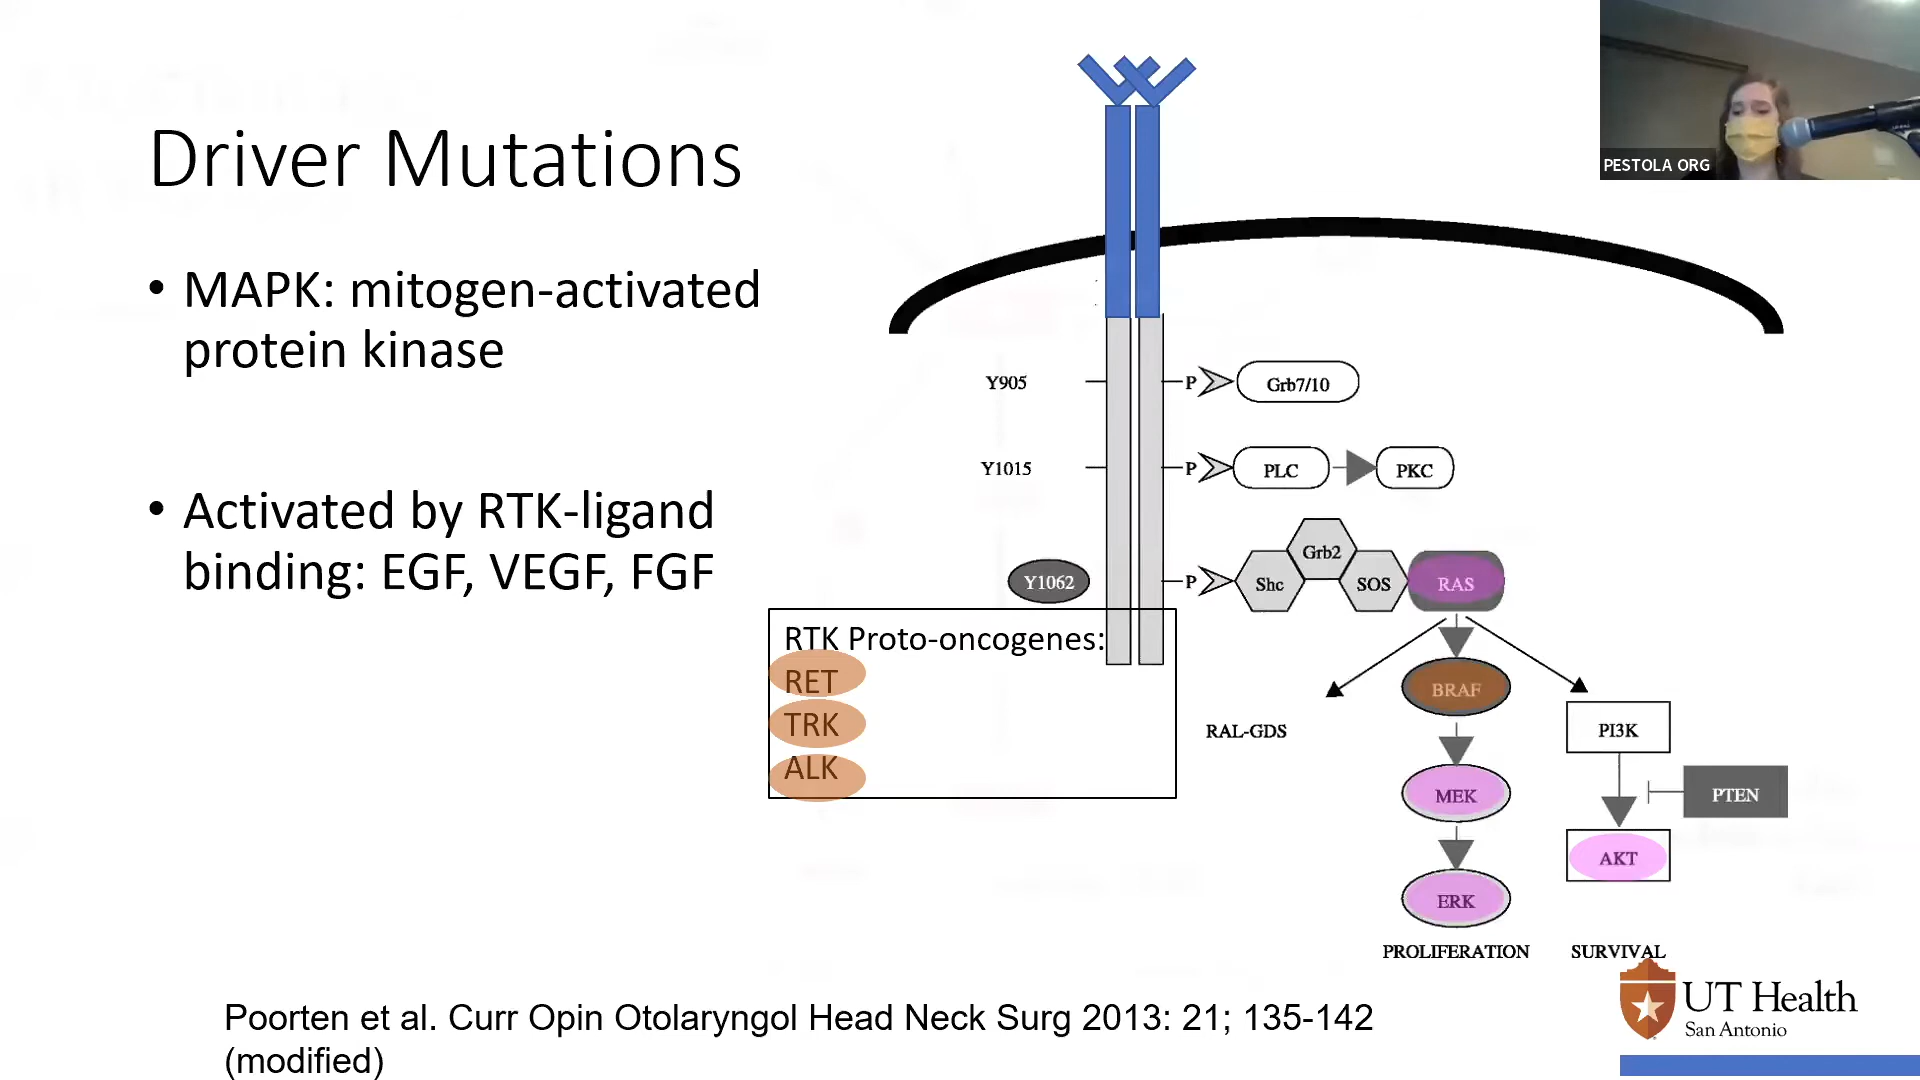 PESTOLA ORG
Driver Mutations
• MAPK: mitogen-activated
protein kinase
• Activated by RTK-ligand
binding: EGF, VEGF, FGF
Y905
P
Grb7/10
Y1015
P
PLC
PKC
Y1062
P
Shc
Grb2
SOS
RAS
RTK Proto-oncogenes:
RET
TRK
ALK
RAL-GDS
BRAF
PI3K
MEK
PTEN
AKT
ERK
PROLIFERATION
SURVIVAL
Poorten et al. Curr Opin Otolaryngol Head Neck Surg 2013: 21; 135-142
(modified)
UT Health
San Antonio